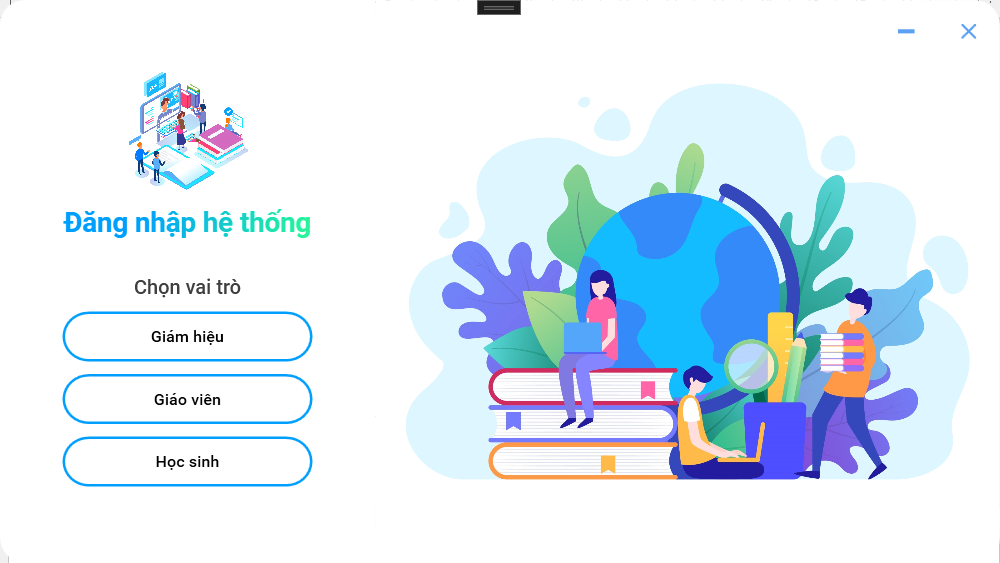 Đăng nhập hệ thống
Chọn vai trò
Giám hiệu
Giáo viên
Học sinh